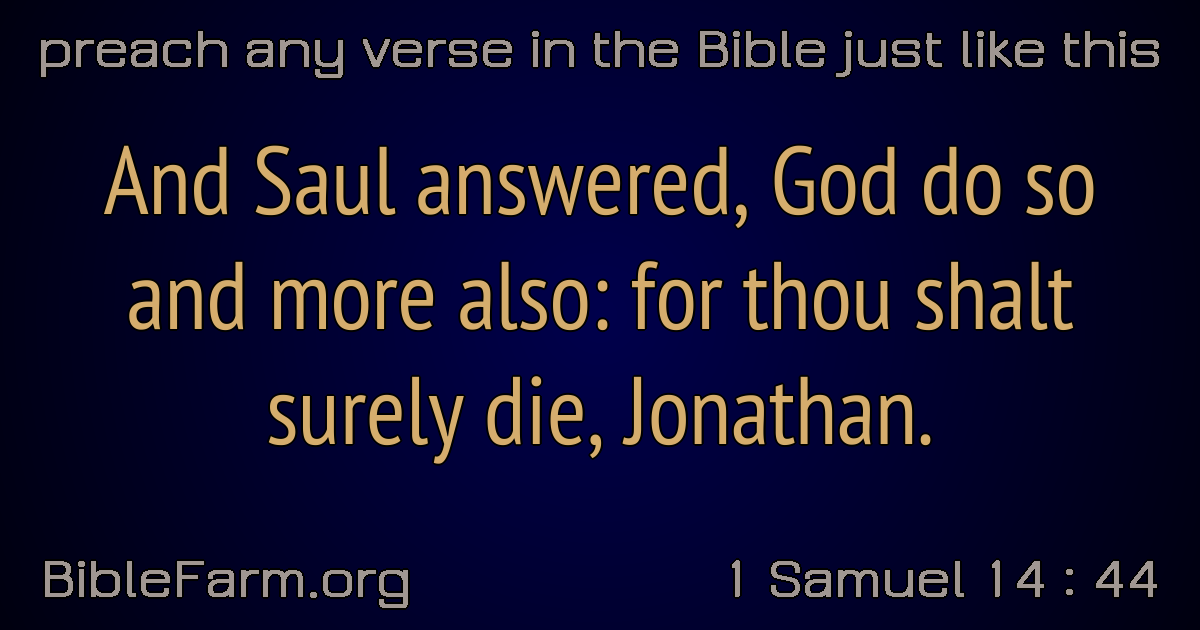 preach any verse in the Bible just like this
And Saul answered, God do so
and more also: for thou shalt
surely die, Jonathan.
BibleFarm.org
1 Samuel 14 : 44